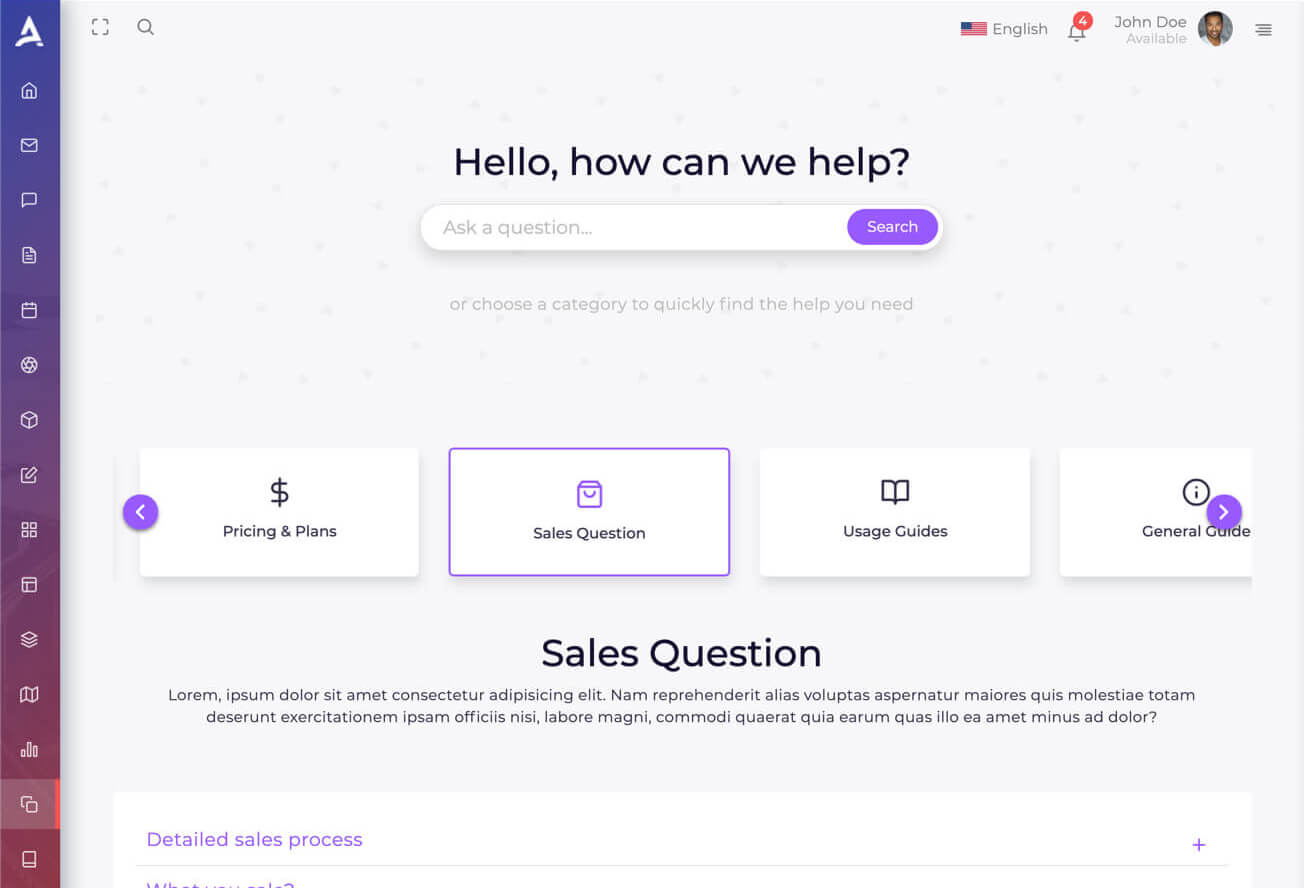 English
4
John Doe
Available
Hello, how can we help?
Ask a question...
Search
or choose a category to quickly find the help you need
Pricing & Plans
Sales Question
Usage Guides
General Guide
Sales Question
Lorem, ipsum dolor sit amet consectetur adipisicing elit. Nam reprehenderit alias voluptas aspernatur maiores quis molestiae totam
deserunt exercitationem ipsam officiis nisi, labore magni, commodi quaerat quia earum quas illo ea amet minus ad dolor?
Detailed sales process
+
What you sale?